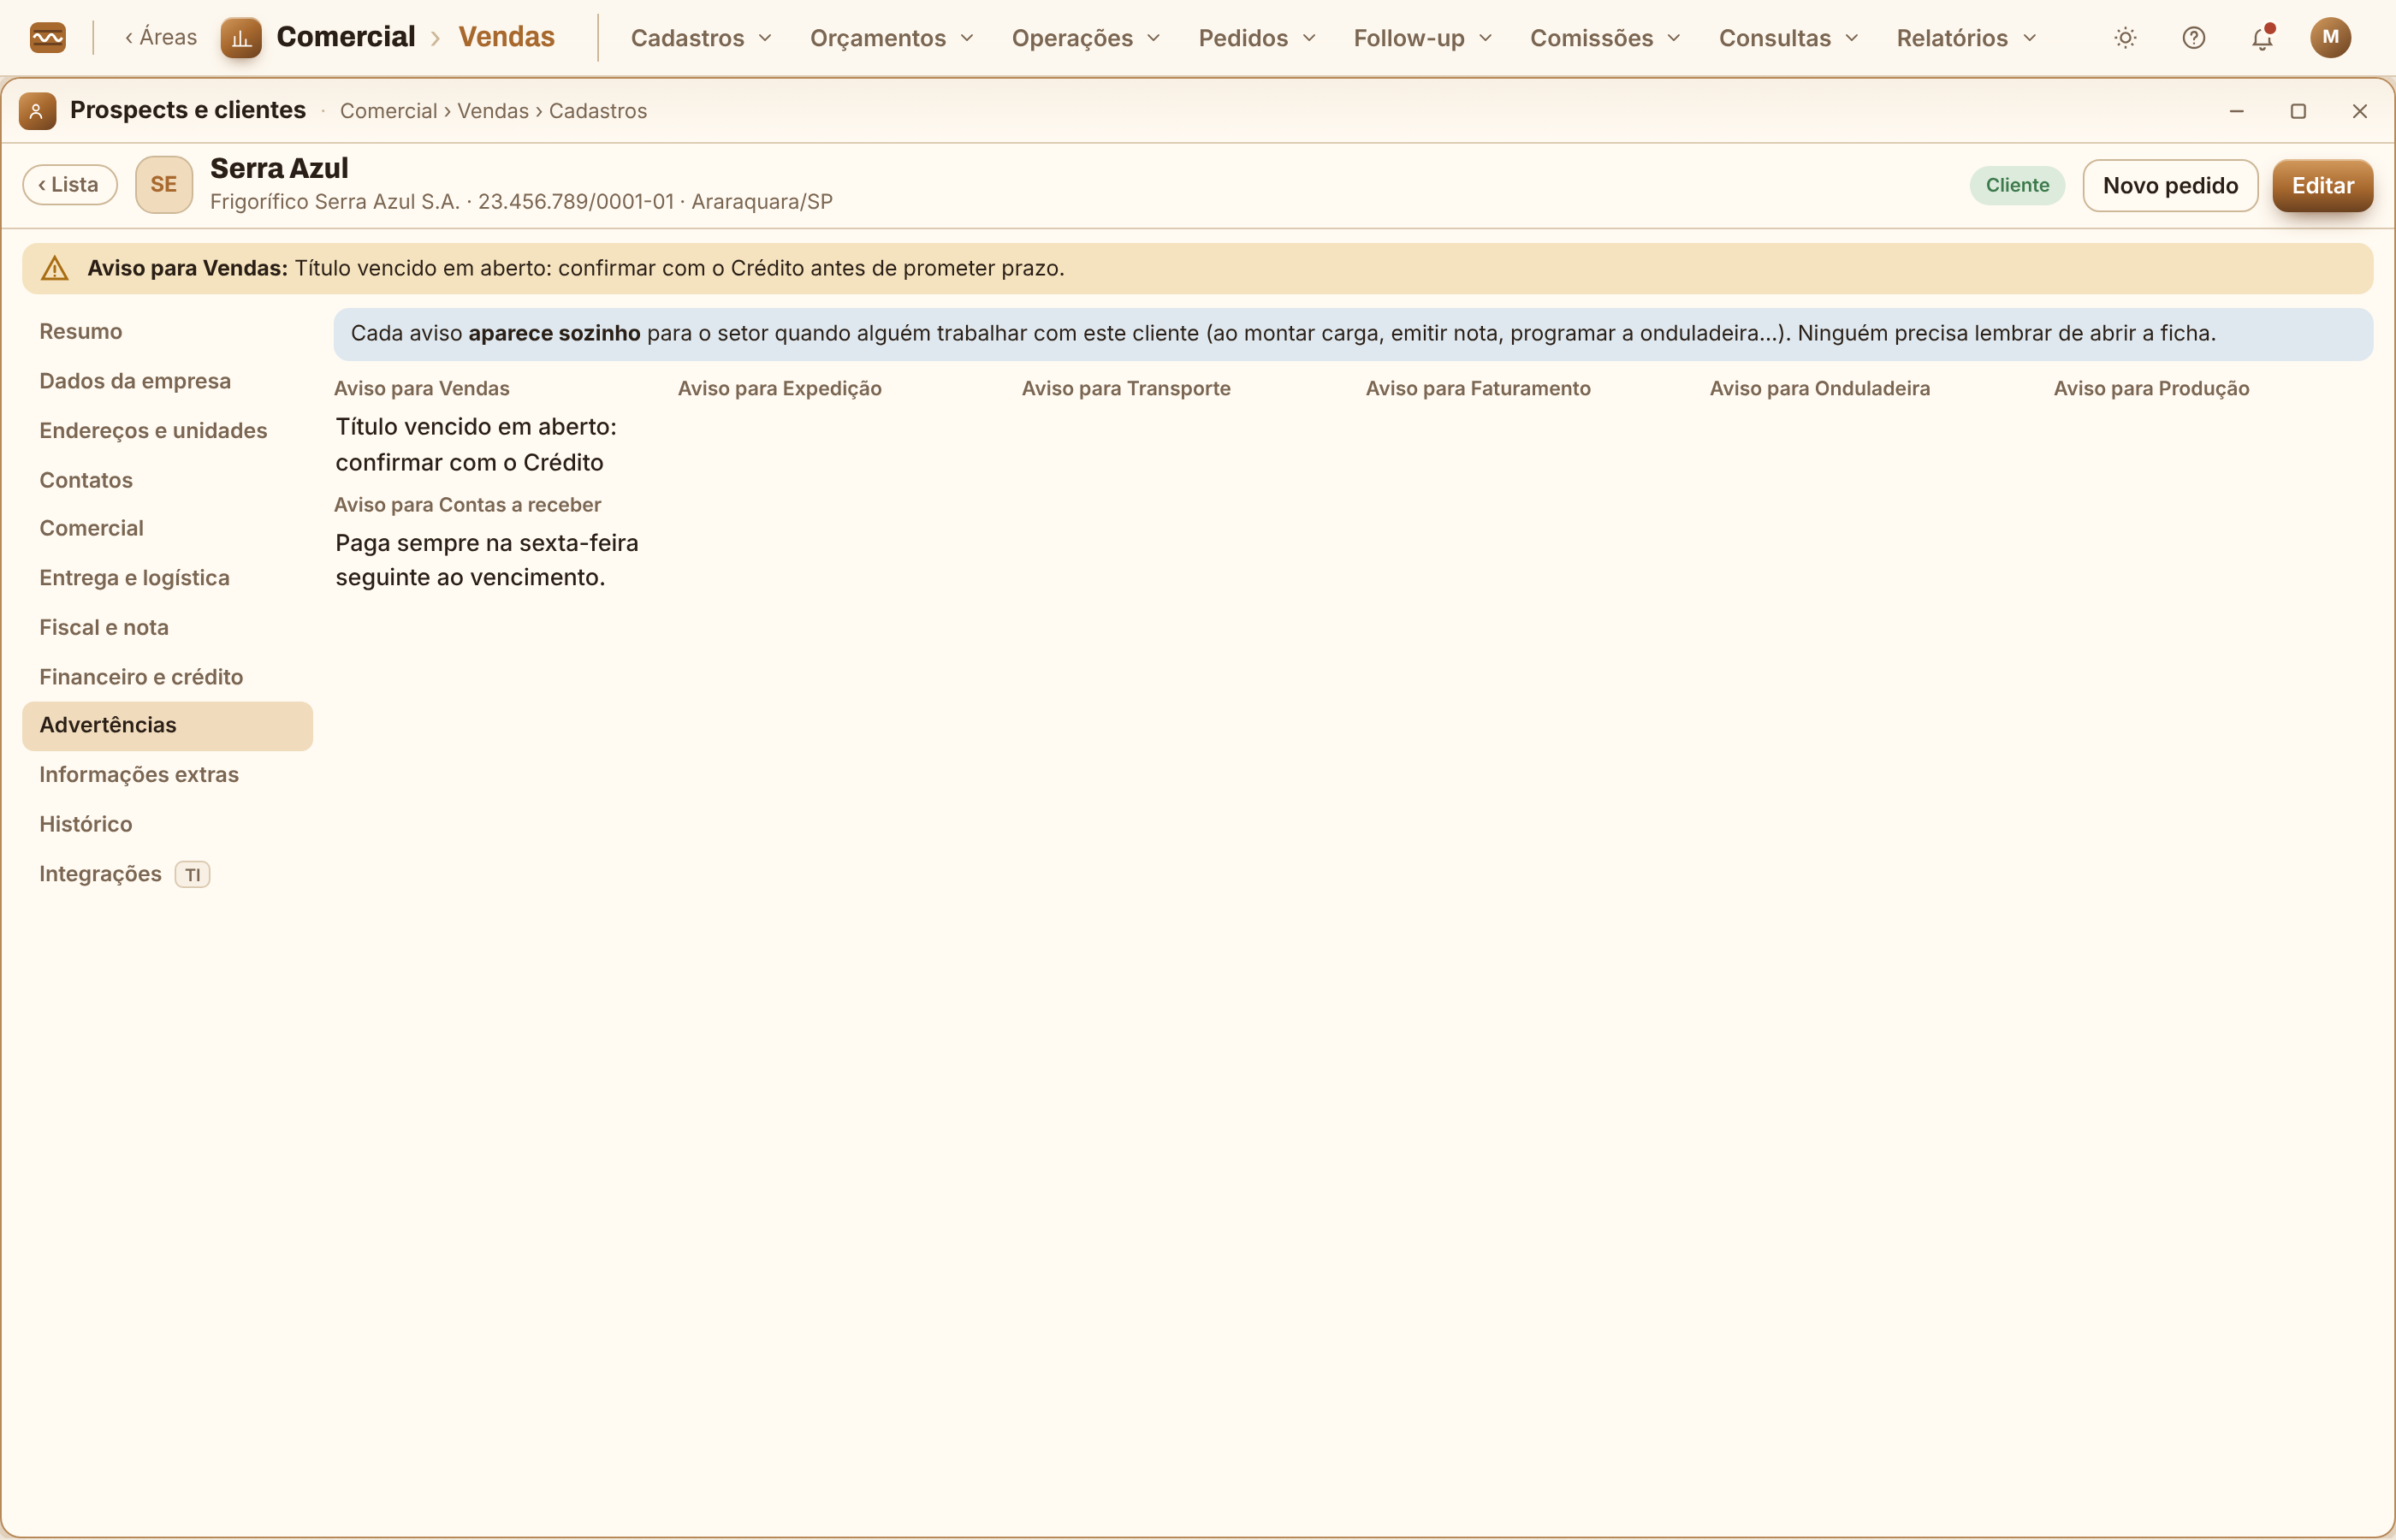 ‹ Áreas Comercial › Vendas Cadastros Orçamentos Operações Pedidos Follow-up Comissões Consultas Relatórios M
Prospects e clientes · Comercial › Vendas › Cadastros
‹ Lista SE Serra Azul Cliente Novo pedido Editar
Frigorífico Serra Azul S.A. · 23.456.789/0001-01 · Araraquara/SP
Aviso para Vendas: Título vencido em aberto: confirmar com o Crédito antes de prometer prazo.
Resumo
Dados da empresa
Endereços e unidades
Contatos
Comercial
Entrega e logística
Fiscal e nota
Financeiro e crédito
Advertências
Informações extras
Histórico
Integrações TI
Cada aviso aparece sozinho para o setor quando alguém trabalhar com este cliente (ao montar carga, emitir nota, programar a onduladeira...). Ninguém precisa lembrar de abrir a ficha.
Aviso para Vendas Aviso para Expedição Aviso para Transporte Aviso para Faturamento Aviso para Onduladeira Aviso para Produção
Título vencido em aberto:
confirmar com o Crédito
Aviso para Contas a receber
Paga sempre na sexta-feira
seguinte ao vencimento.